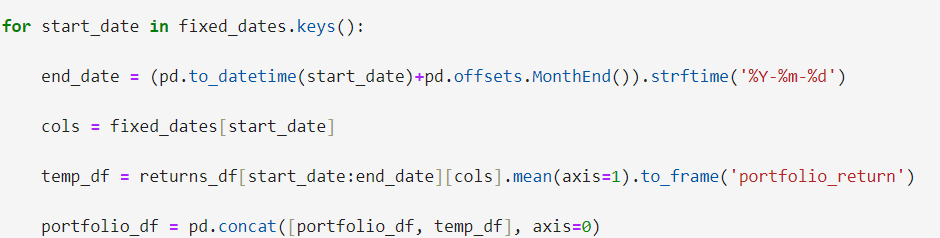 for start_date in fixed_dates.keys():
    end_date = (pd.to_datetime(start_date)+pd.offsets.MonthEnd()).strftime('%Y-%m-%d')
    cols = fixed_dates[start_date]
    temp_df = returns_df[start_date:end_date][cols].mean(axis=1).to_frame('portfolio_return')
    portfolio_df = pd.concat([portfolio_df, temp_df], axis=0)